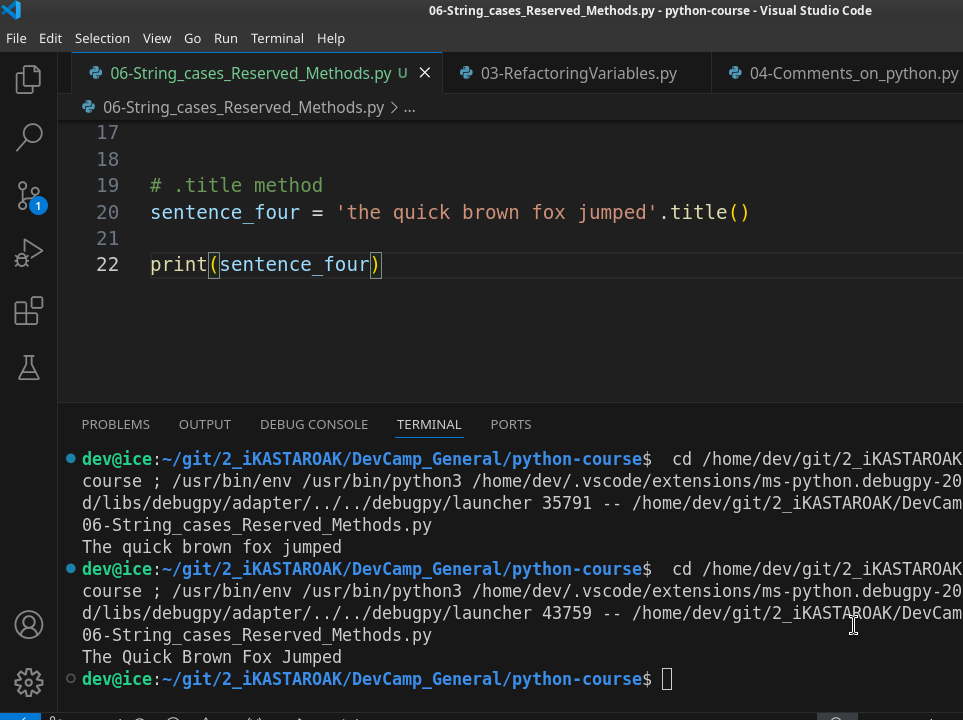 06-String_cases_Reserved_Methods.py - python-course - Visual Studio Code
File Edit Selection View Go Run Terminal Help
06-String_cases_Reserved_Methods.py U 03-RefactoringVariables.py 04-Comments_on_python.py
06-String_cases_Reserved_Methods.py > ...
17
18
19 # .title method
20 sentence_four = 'the quick brown fox jumped'.title()
21
22 print(sentence_four)
PROBLEMS OUTPUT DEBUG CONSOLE TERMINAL PORTS
dev@ice:~/git/2_iKASTAROAK/DevCamp_General/python-course$ cd /home/dev/git/2_iKASTAROAK
course ; /usr/bin/env /usr/bin/python3 /home/dev/.vscode/extensions/ms-python.debugpy-20
d/libs/debugpy/adapter/../../debugpy/launcher 35791 -- /home/dev/git/2_iKASTAROAK/DevCam
06-String_cases_Reserved_Methods.py
The quick brown fox jumped
dev@ice:~/git/2_iKASTAROAK/DevCamp_General/python-course$ cd /home/dev/git/2_iKASTAROAK
course ; /usr/bin/env /usr/bin/python3 /home/dev/.vscode/extensions/ms-python.debugpy-20
d/libs/debugpy/adapter/../../debugpy/launcher 43759 -- /home/dev/git/2_iKASTAROAK/DevCam
06-String_cases_Reserved_Methods.py
The Quick Brown Fox Jumped
dev@ice:~/git/2_iKASTAROAK/DevCamp_General/python-course$
1